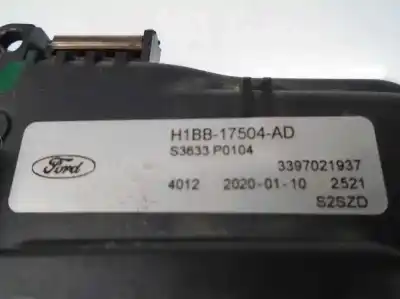 H1BB-17504-AD
S3633 P0104
Ford
3397021937
4012 2020-01-10 2521
S2SZD